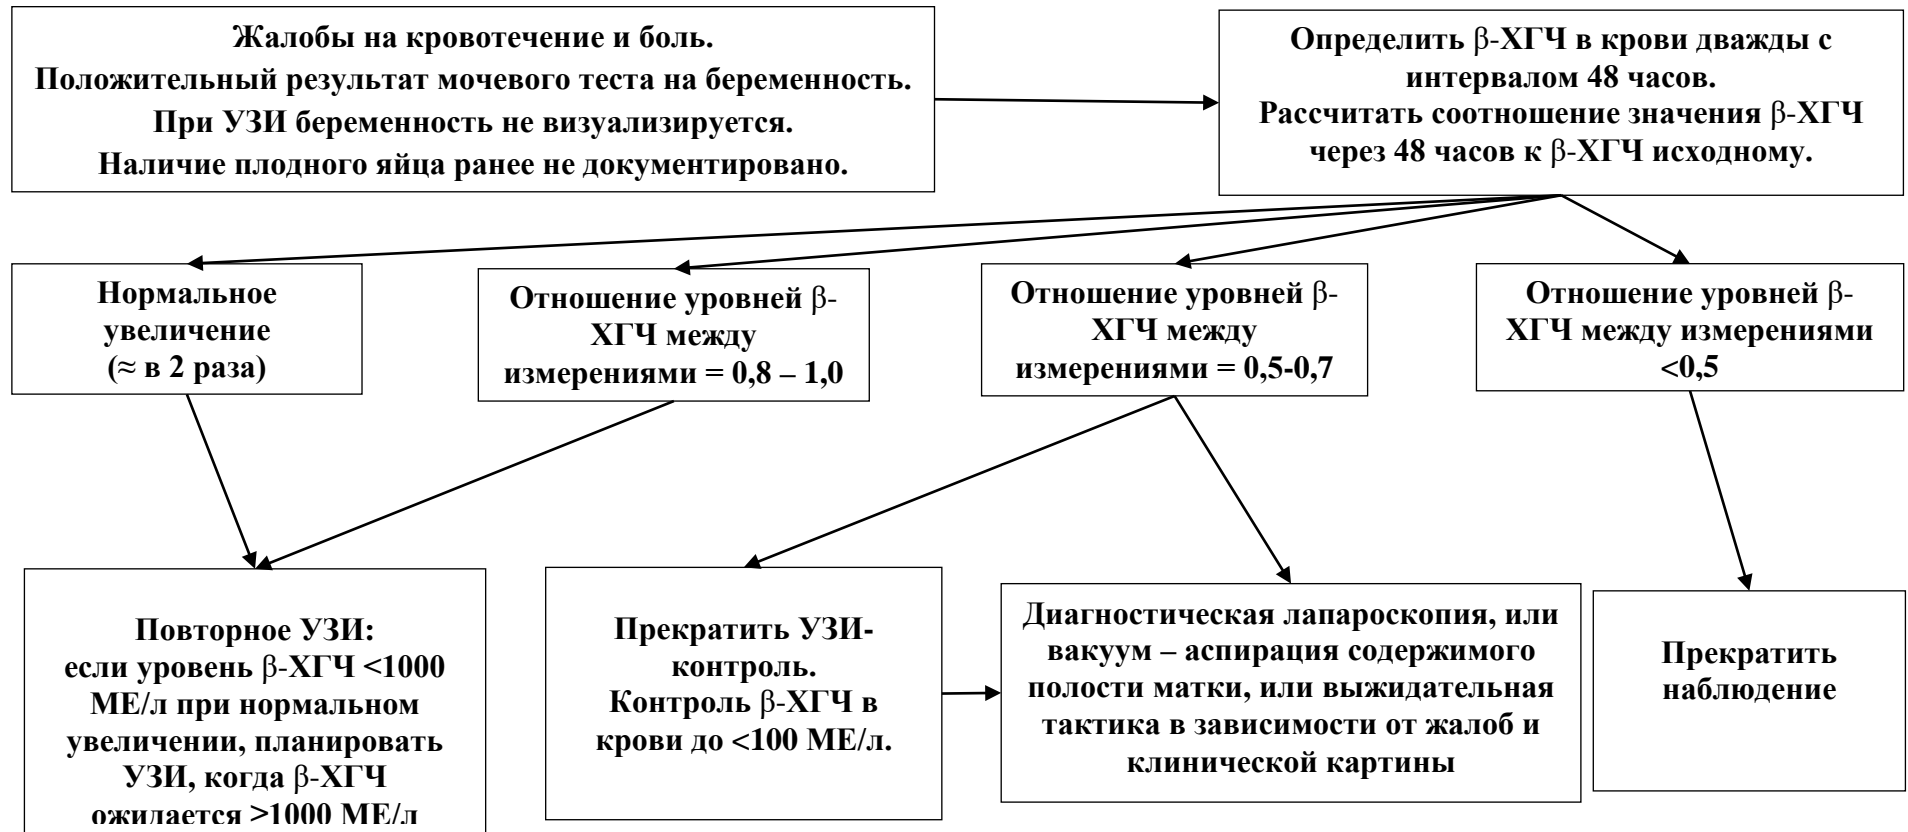 Жалобы на кровотечение и боль.
Положительный результат мочевого теста на беременность.
При УЗИ беременность не визуализируется.
Наличие плодного яйца ранее не документировано.
Определить β-ХГЧ в крови дважды с
интервалом 48 часов.
Рассчитать соотношение значения β-ХГЧ
через 48 часов к β-ХГЧ исходному.
Нормальное
увеличение
(≈ в 2 раза)
Отношение уровней β-
ХГЧ между
измерениями = 0,8 – 1,0
Отношение уровней β-
ХГЧ между
измерениями = 0,5-0,7
Отношение уровней β-
ХГЧ между измерениями
<0,5
Повторное УЗИ:
если уровень β-ХГЧ <1000
МЕ/л при нормальном
увеличении, планировать
УЗИ, когда β-ХГЧ
ожидается >1000 МЕ/л
Прекратить УЗИ-
контроль.
Контроль β-ХГЧ в
крови до <100 МЕ/л.
Диагностическая лапароскопия, или
вакуум – аспирация содержимого
полости матки, или выжидательная
тактика в зависимости от жалоб и
клинической картины
Прекратить
наблюдение